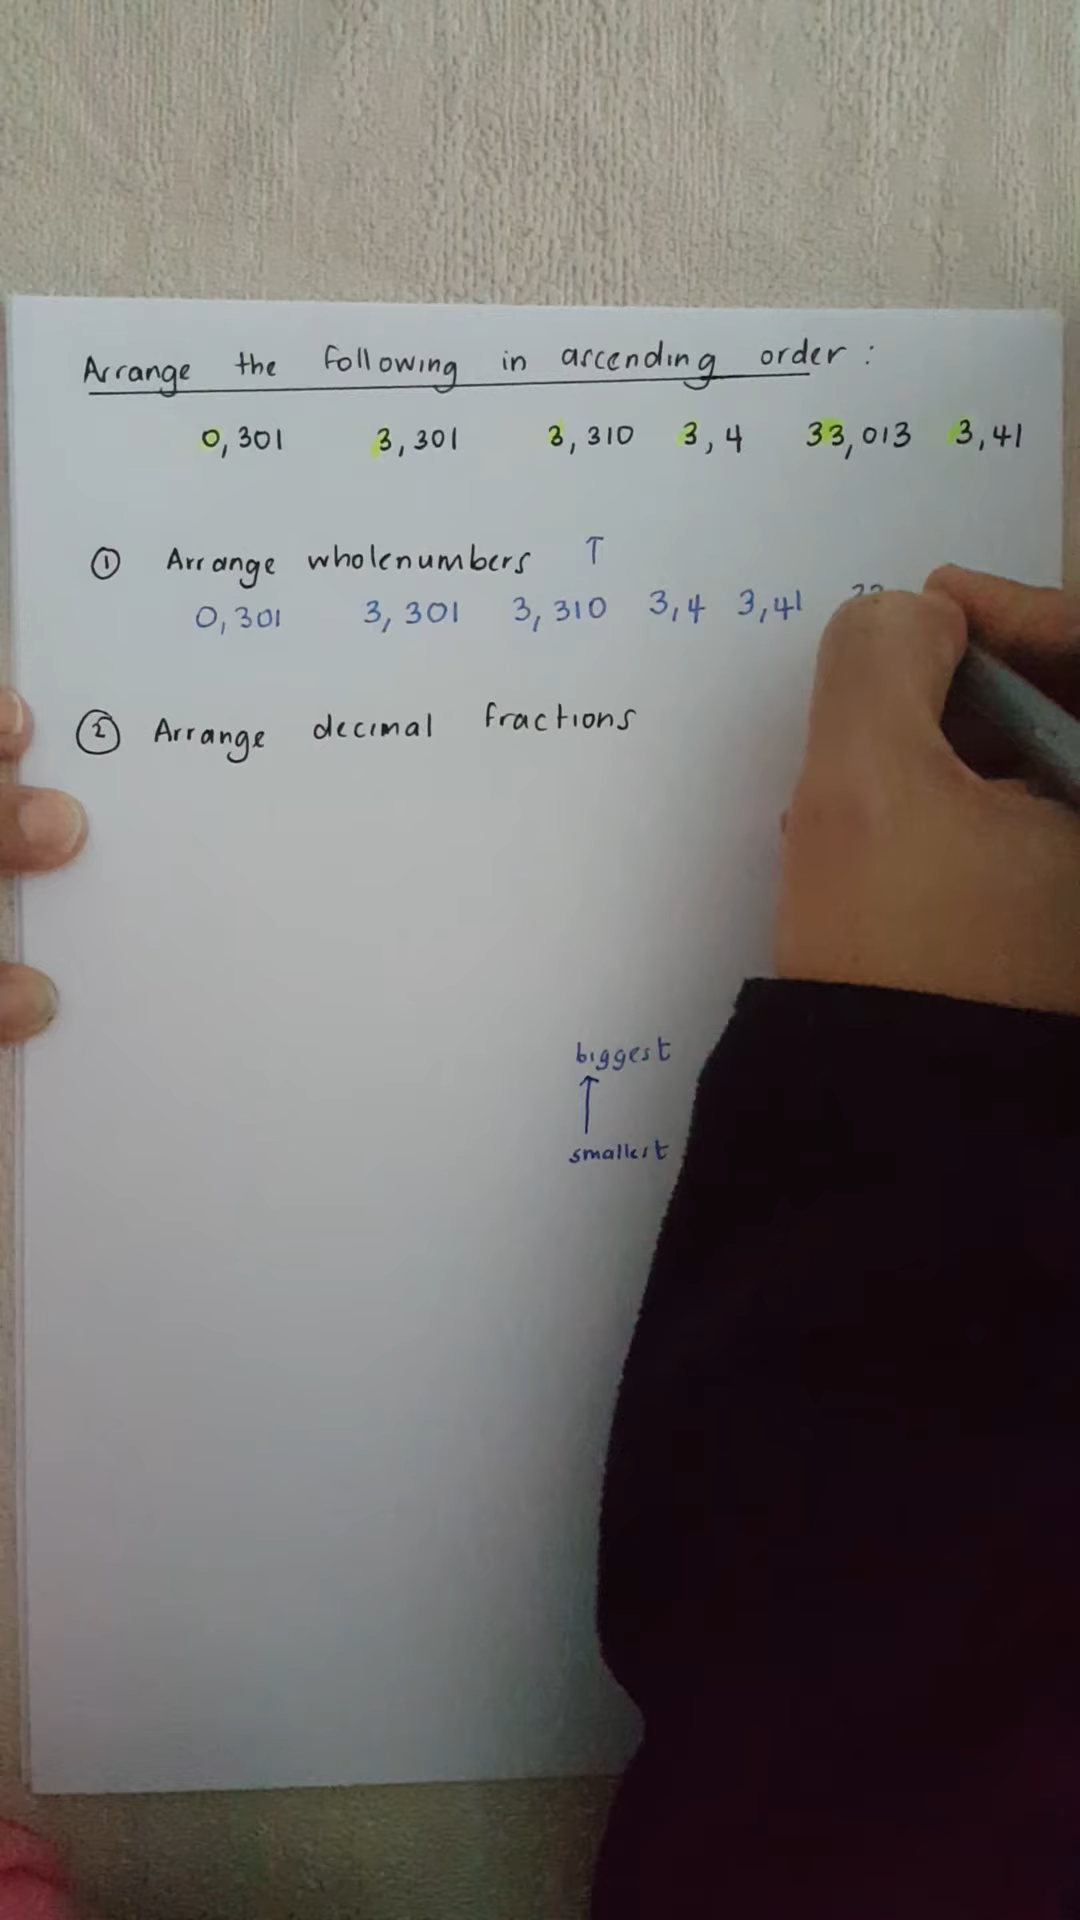 Arrange the following in ascending order :
0,301 3,301 3,310 3,4 33,013 3,41
① Arrange wholenumbers ↑
0,301 3,301 3,310 3,4 3,41
② Arrange decimal fractions
biggest
↑
smallest